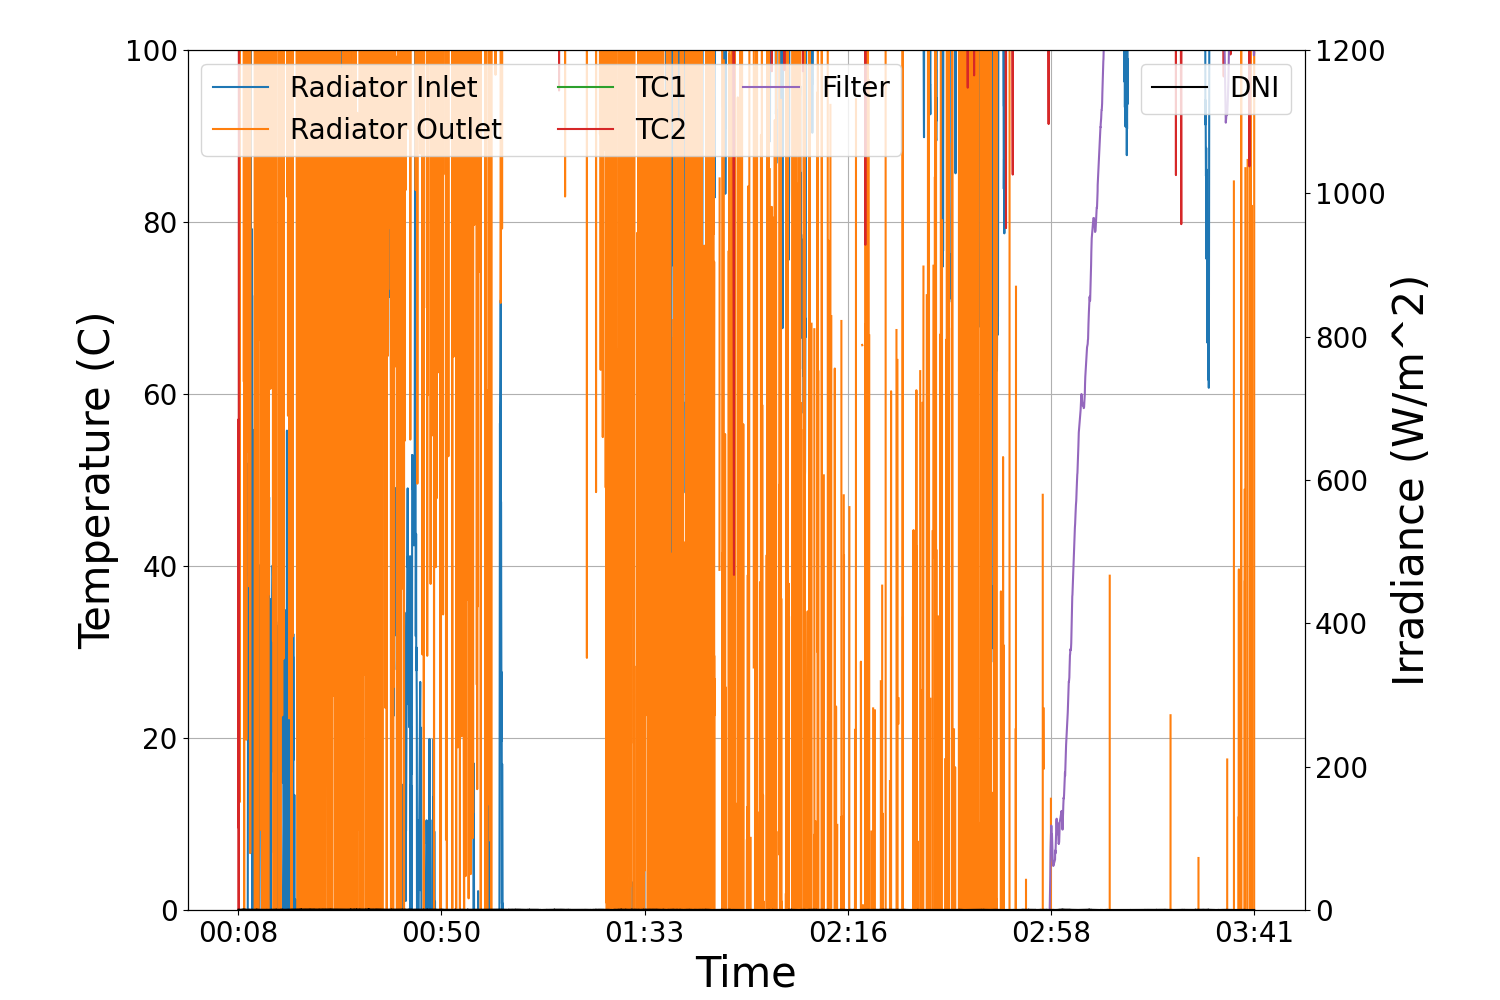 Radiator Inlet
Radiator Outlet
TC1
TC2
Filter
DNI
Temperature (C)
100
80
60
40
20
0
Irradiance (W/m^2)
1200
1000
800
600
400
200
0
00:08 00:50 01:33 02:16 02:58 03:41
Time